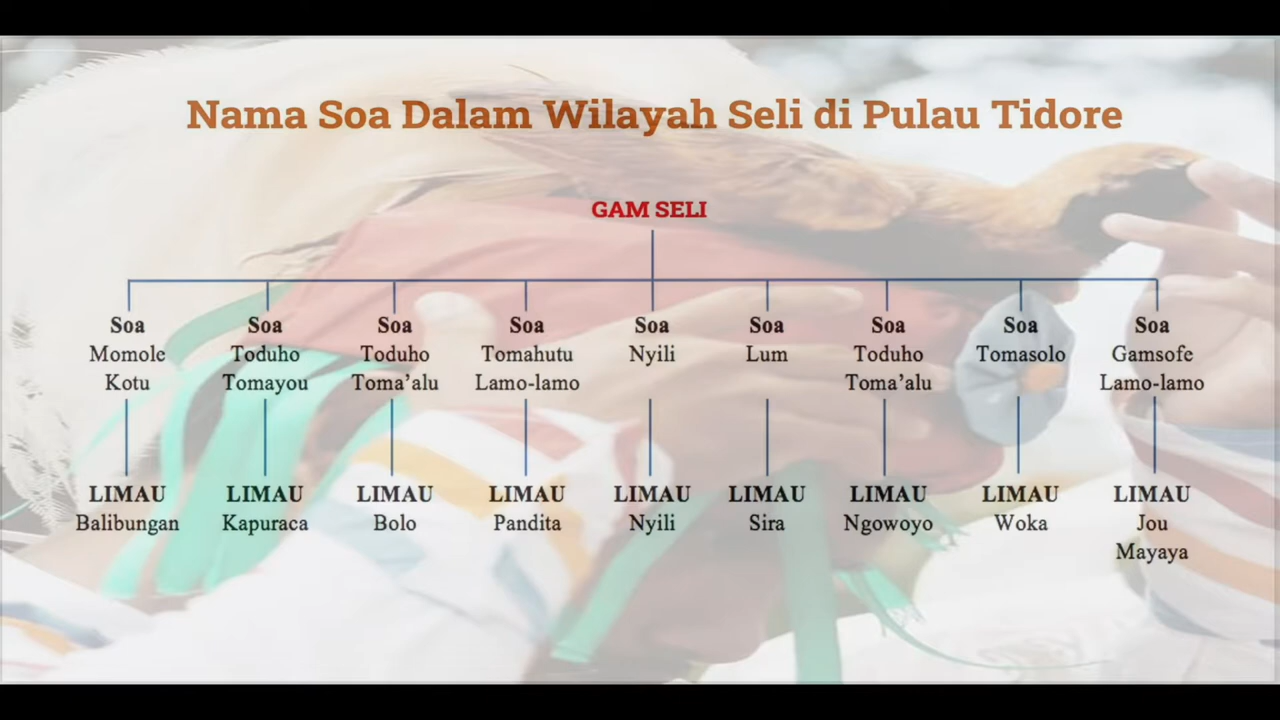 Nama Soa Dalam Wilayah Seli di Pulau Tidore
GAM SELI
Soa
Momole
Kotu
LIMAU
Balibungan
Soa
Toduho
Tomayou
LIMAU
Kapuraca
Soa
Toduho
Toma’alu
LIMAU
Bolo
Soa
Tomahutu
Lamo-lamo
LIMAU
Pandita
Soa
Nyili
LIMAU
Nyili
Soa
Lum
LIMAU
Sira
Soa
Toduho
Toma’alu
LIMAU
Ngowoyo
Soa
Tomasolo
LIMAU
Woka
Soa
Gamsofe
Lamo-lamo
LIMAU
Jou
Mayaya